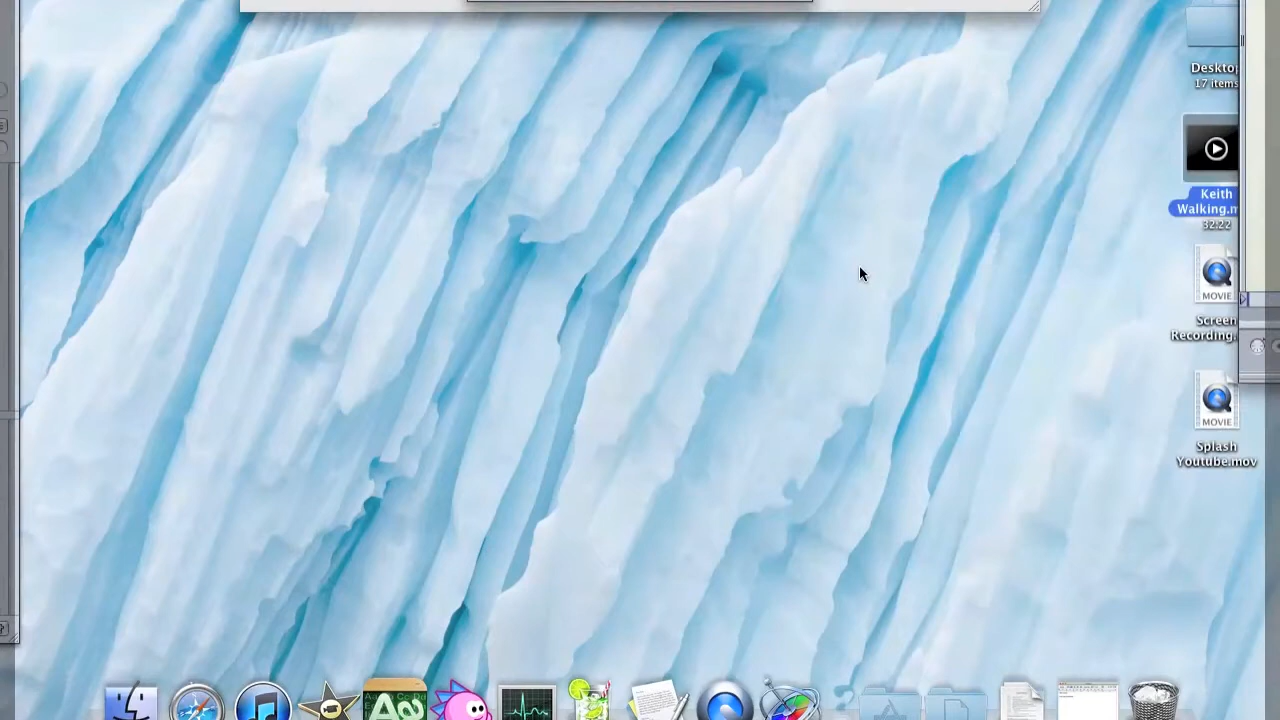 Desktop
17 items
Keith
Walking.m
32:22
Screen
Recording.
MOVIE
Splash
Youtube.mov
MOVIE